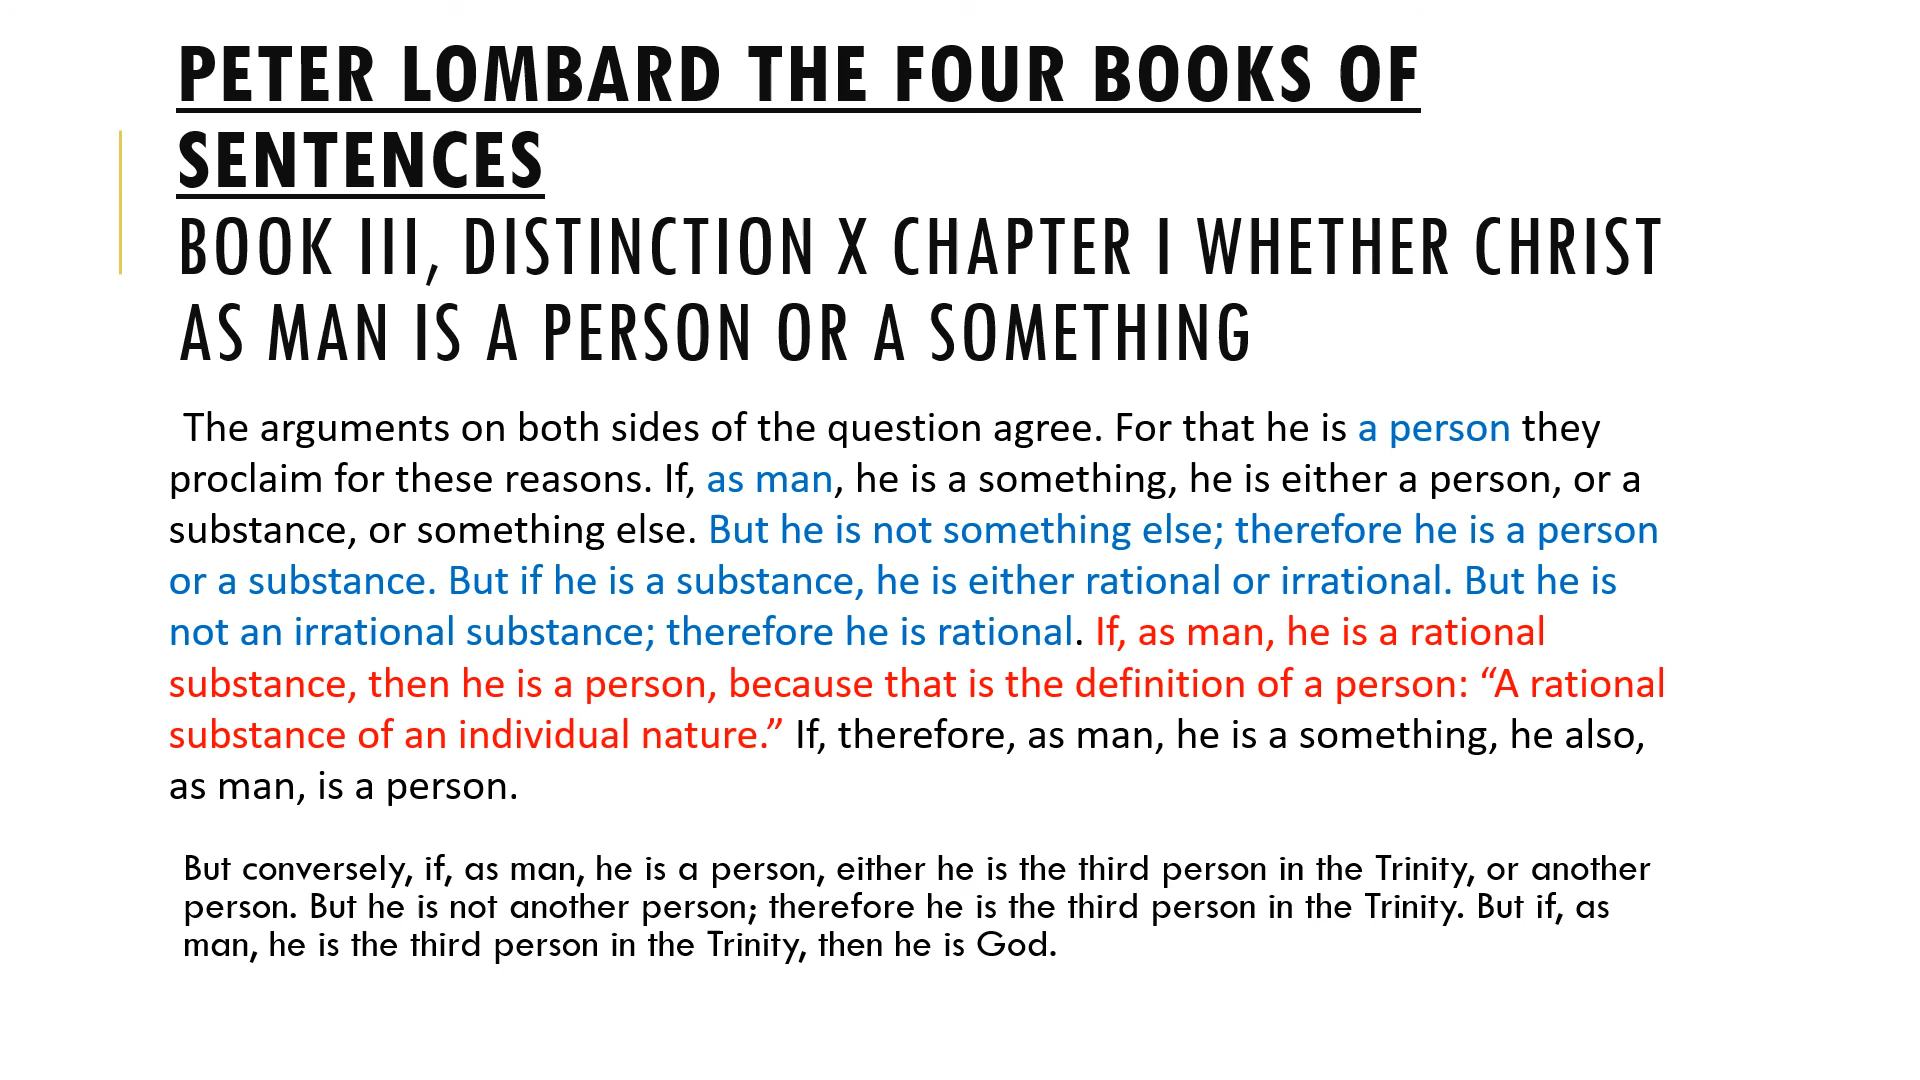 PETER LOMBARD THE FOUR BOOKS OF
SENTENCES
BOOK III, DISTINCTION X CHAPTER I WHETHER CHRIST
AS MAN IS A PERSON OR A SOMETHING
The arguments on both sides of the question agree. For that he is a person they
proclaim for these reasons. If, as man, he is a something, he is either a person, or a
substance, or something else. But he is not something else; therefore he is a person
or a substance. But if he is a substance, he is either rational or irrational. But he is
not an irrational substance; therefore he is rational. If, as man, he is a rational
substance, then he is a person, because that is the definition of a person: “A rational
substance of an individual nature.” If, therefore, as man, he is a something, he also,
as man, is a person.
But conversely, if, as man, he is a person, either he is the third person in the Trinity, or another
person. But he is not another person; therefore he is the third person in the Trinity. But if, as
man, he is the third person in the Trinity, then he is God.